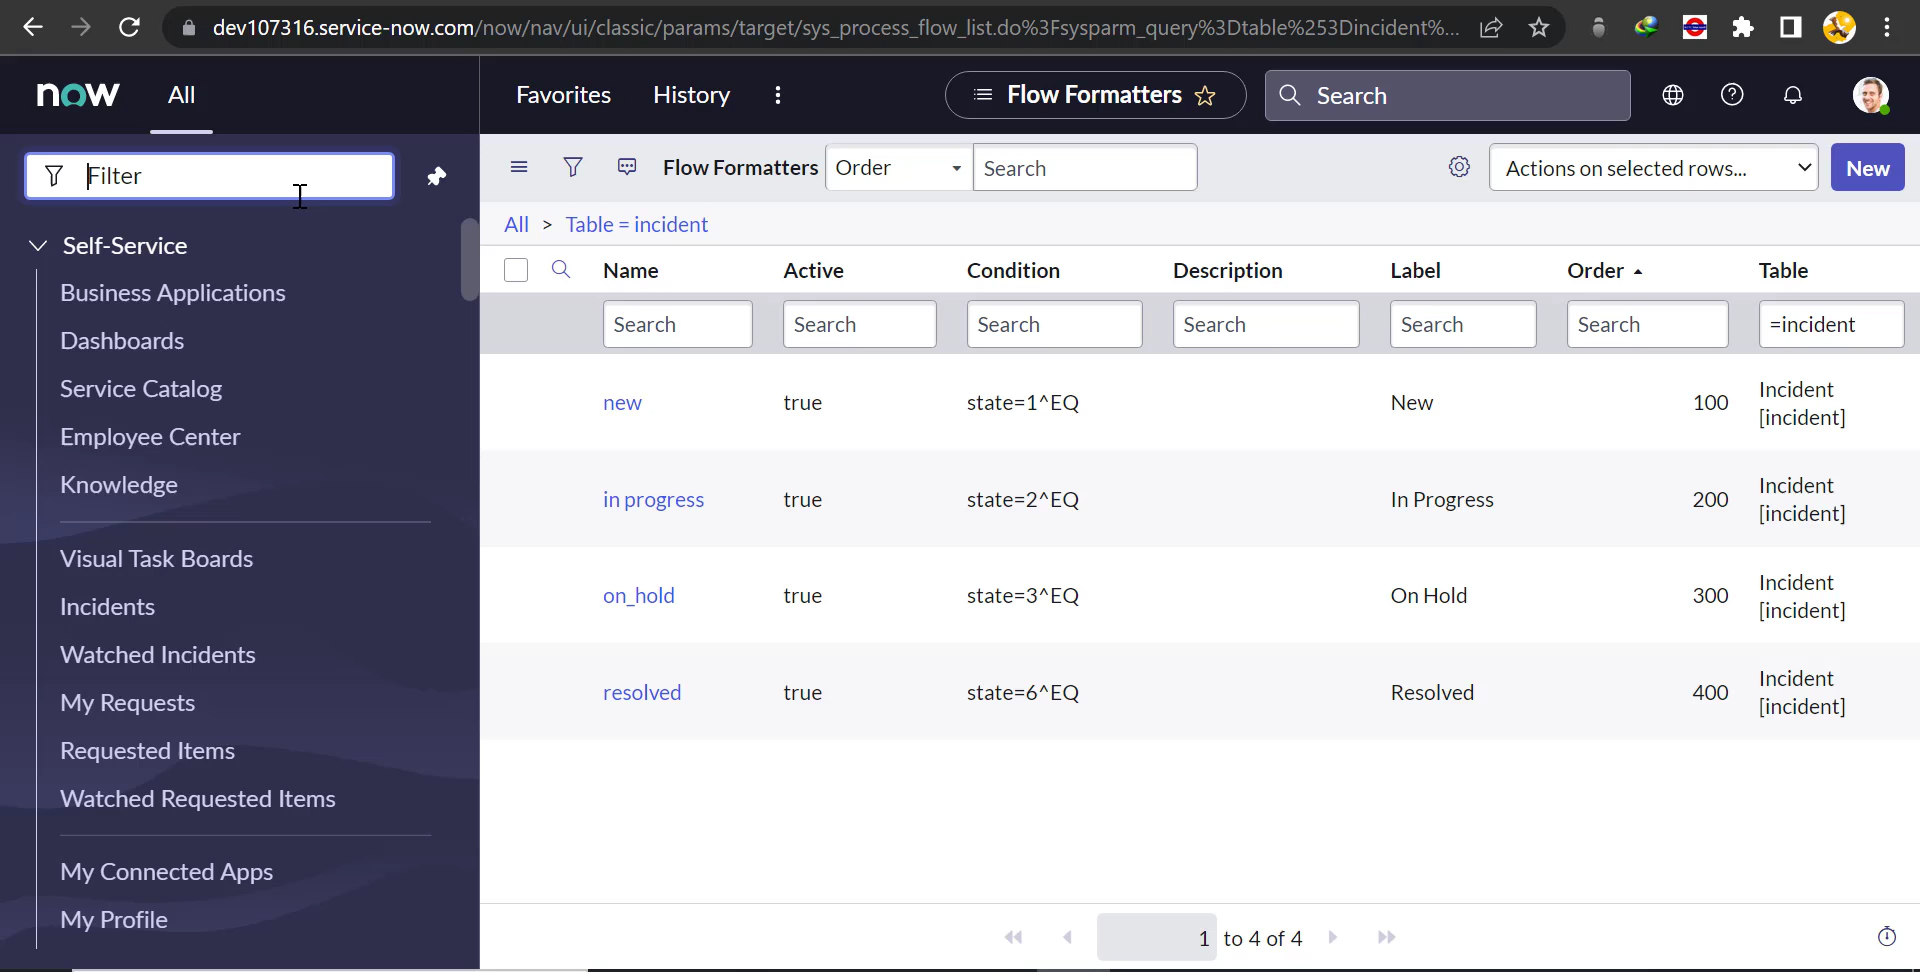 dev107316.service-now.com/now/nav/ui/classic/params/target/sys_process_flow_list.do%3Fsysparm_query%3Dtable%253Dincident%...
now All Favorites History Flow Formatters Search
Filter
Flow Formatters Order Search Actions on selected rows... New
All > Table = incident
Name Active Condition Description Label Order Table
Search Search Search Search Search Search =incident
new true state=1^EQ New 100 Incident
[incident]
in progress true state=2^EQ In Progress 200 Incident
[incident]
on_hold true state=3^EQ On Hold 300 Incident
[incident]
resolved true state=6^EQ Resolved 400 Incident
[incident]
1 to 4 of 4
Self-Service
Business Applications
Dashboards
Service Catalog
Employee Center
Knowledge
Visual Task Boards
Incidents
Watched Incidents
My Requests
Requested Items
Watched Requested Items
My Connected Apps
My Profile